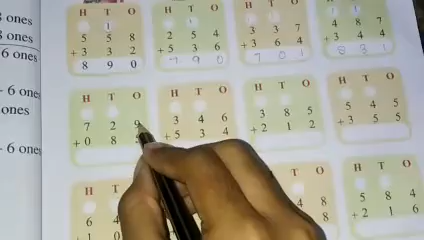 ones
ones
6 ones
- 6 ones
ones
- 6 ones
H T O
5 5 8
+ 3 3 2
8 9 0
H T O
1
2 5 4
+ 5 3 6
7 9 0
H T O
3 3 7
+ 3 6 4
7 0 1
H T O
4 8 7
+ 3 4 4
8 3 1
H T O
7 2 9
+ 0 8
H T O
3 4 6
+ 5 3 4
H T O
3 8 5
+ 2 1 2
H T O
5 4 5
+ 3 5 5
H T
6 4
+ 1 0
T O
4 8
8
H T O
5 8 4
+ 2 1 6